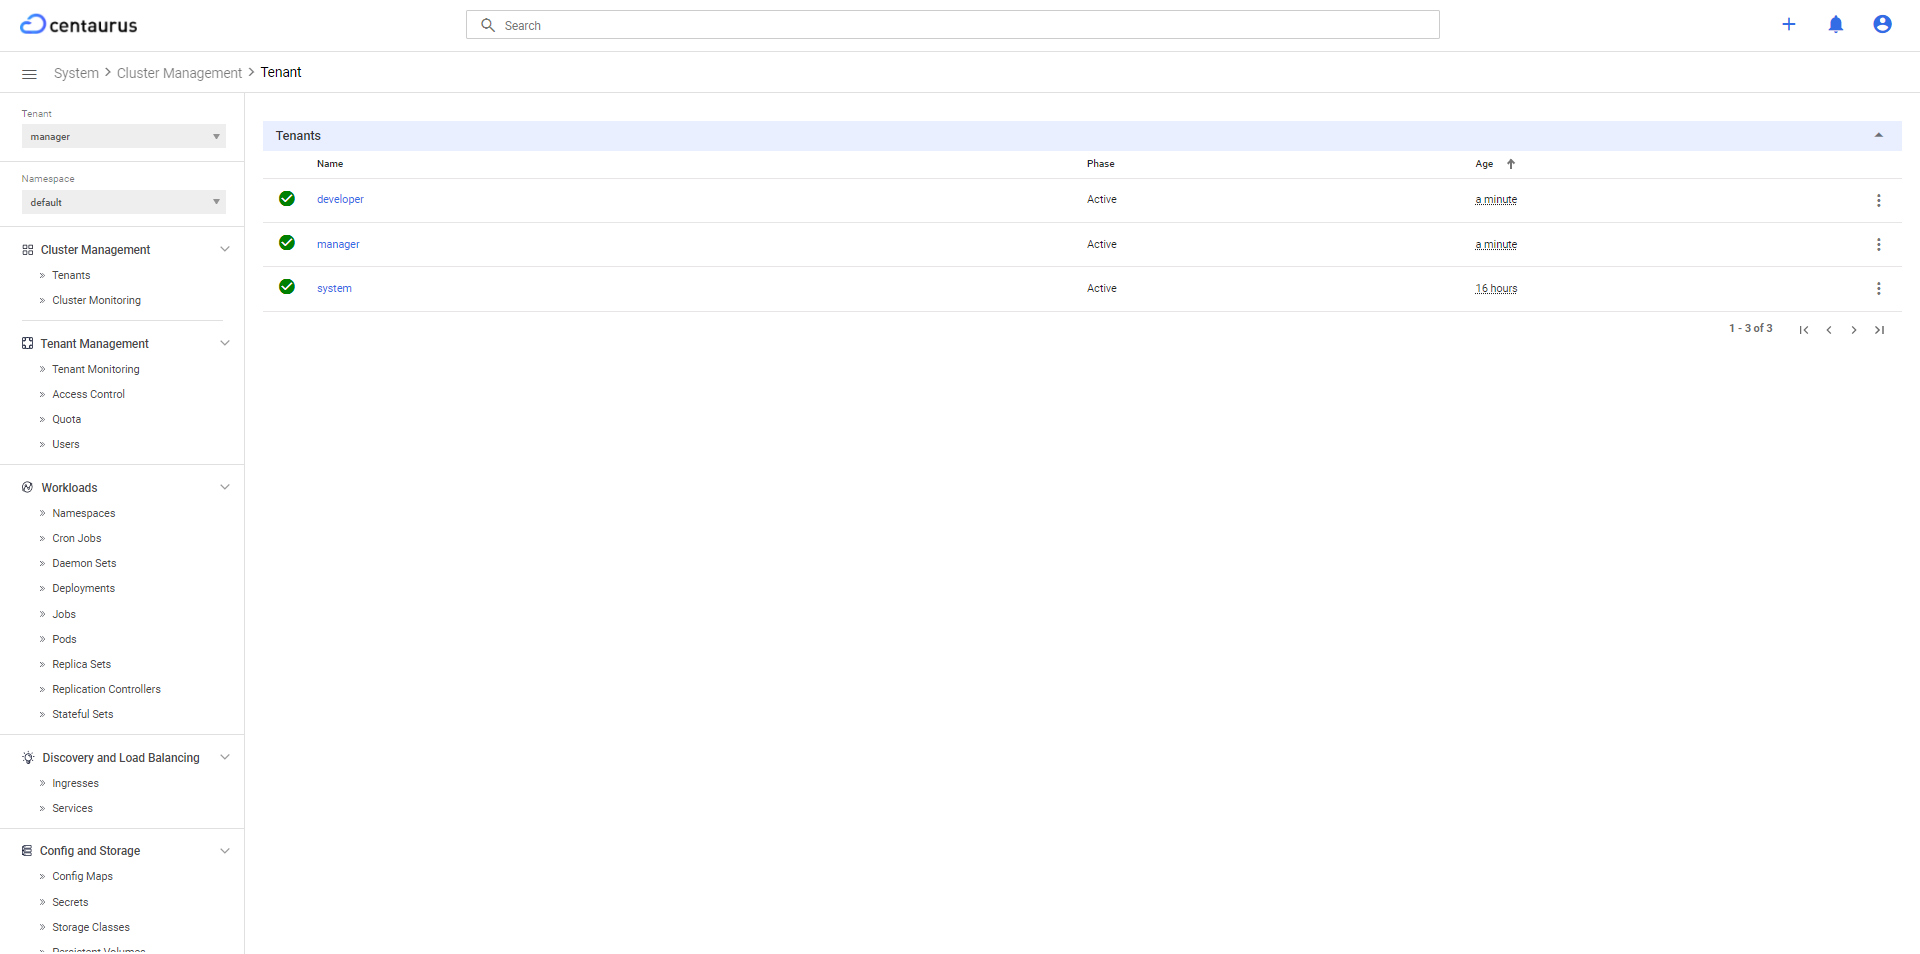 centaurus
Search
System > Cluster Management > Tenant
Tenant
manager
Namespace
default
Cluster Management
» Tenants
» Cluster Monitoring
Tenant Management
» Tenant Monitoring
» Access Control
» Quota
» Users
Workloads
» Namespaces
» Cron Jobs
» Daemon Sets
» Deployments
» Jobs
» Pods
» Replica Sets
» Replication Controllers
» Stateful Sets
Discovery and Load Balancing
» Ingresses
» Services
Config and Storage
» Config Maps
» Secrets
» Storage Classes
» Persistent Volumes
Tenants
Name Phase Age
developer Active a minute
manager Active a minute
system Active 16 hours
1 - 3 of 3